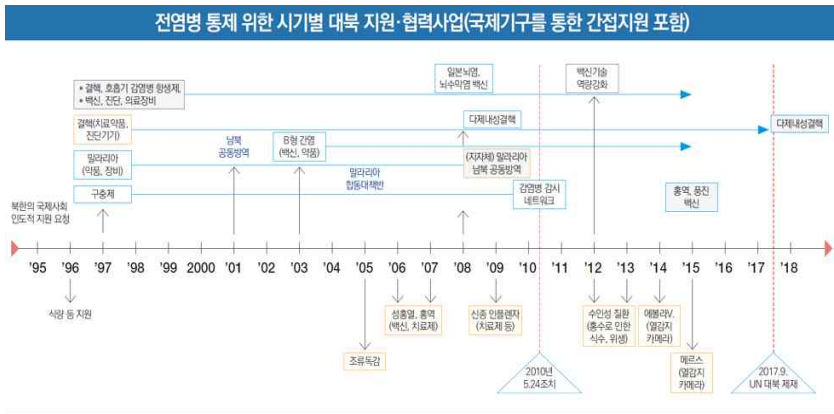 전염병 통제 위한 시기별 대북 지원·협력사업(국제기구를 통한 간접지원 포함)
* 결핵, 호흡기 감염병 항생제,
* 백신, 진단, 의료장비
일본뇌염,
뇌수막염 백신
백신기술
역량강화
결핵(치료약품,
진단기기)
다제내성결핵
다제내성결핵
남북
공동방역
B형 간염
(백신, 약품)
밀라리아
(약품, 장비)
(지자체) 밀라리아
남북 공동방역
밀라리아
합동대책반
구충제
감염병 감시
네트워크
홍역, 풍진
백신
북한의 국제사회
인도적 지원 요청
'95 '96 '97 '98 '99 2000 '01 '02 '03 '04 '05 '06 '07 '08 '09 '10 '11 '12 '13 '14 '15 '16 '17 '18
식량 등 지원
성홍열, 홍역
(백신, 치료제)
신종 인플렌자
(치료제 등)
수인성 질환
(홍수로 인한
식수, 위생)
에볼라V.
(열감지
카메라)
조류독감
메르스
(열감지
카메라)
2010년
5.24조치
2017.9.
UN 대북 제재